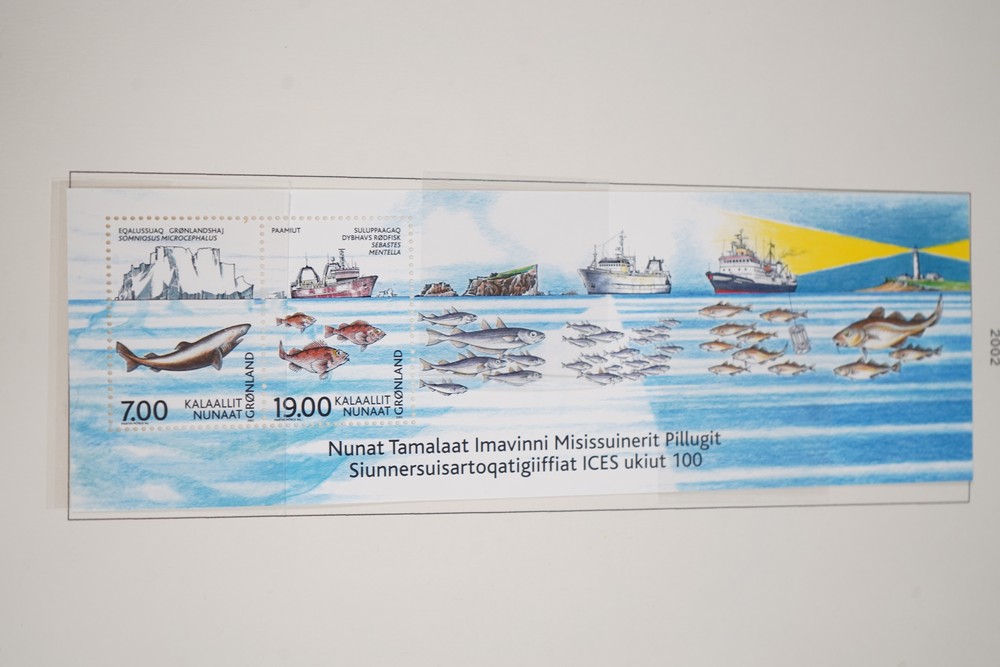 EQALUSSUAQ GRØNLANDSHAJ
SOMNIOSUS MICROCEPHALUS
7.00
KALAALLIT
NUNAAT
GRØNLAND
PAAMIUT
SULUPPAAGAQ
DYBHAVS RØDFISK
SEBASTES
MENTELLA
19.00
KALAALLIT
NUNAAT
GRØNLAND
Nunat Tamalaat Imavinni Misissuinerit Pillugit
Siunnersuisartoqatigiiffiat ICES ukiut 100
2002